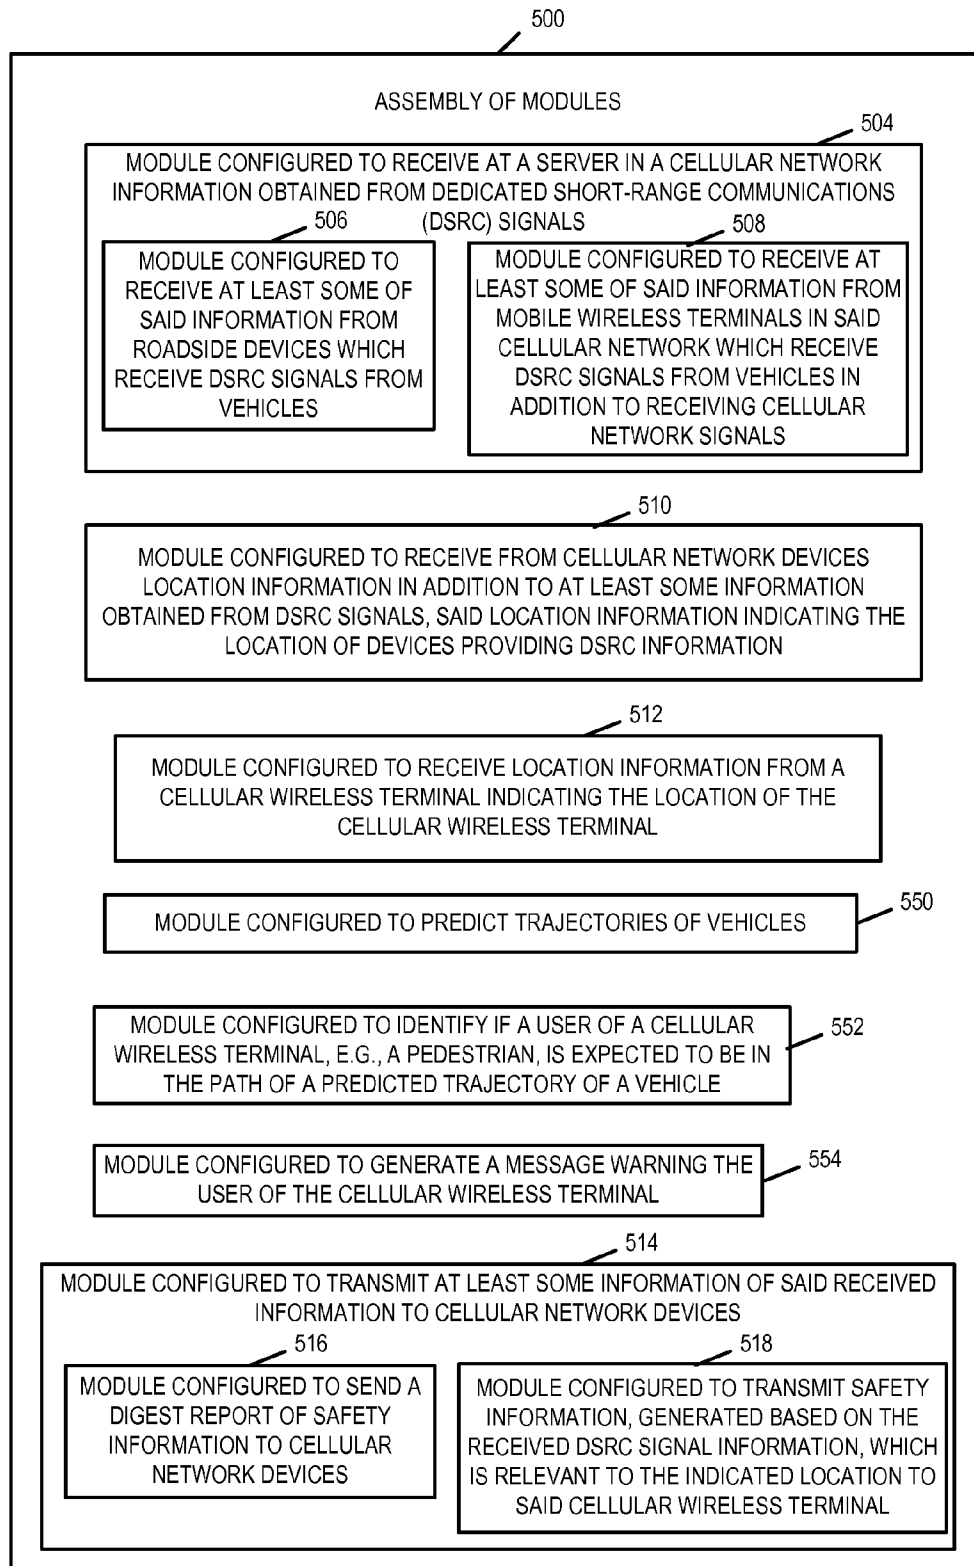 500
ASSEMBLY OF MODULES
504
MODULE CONFIGURED TO RECEIVE AT A SERVER IN A CELLULAR NETWORK
INFORMATION OBTAINED FROM DEDICATED SHORT-RANGE COMMUNICATIONS
(DSRC) SIGNALS
506
MODULE CONFIGURED TO
RECEIVE AT LEAST SOME OF
SAID INFORMATION FROM
ROADSIDE DEVICES WHICH
RECEIVE DSRC SIGNALS FROM
VEHICLES
508
MODULE CONFIGURED TO RECEIVE AT
LEAST SOME OF SAID INFORMATION FROM
MOBILE WIRELESS TERMINALS IN SAID
CELLULAR NETWORK WHICH RECEIVE
DSRC SIGNALS FROM VEHICLES IN
ADDITION TO RECEIVING CELLULAR
NETWORK SIGNALS
510
MODULE CONFIGURED TO RECEIVE FROM CELLULAR NETWORK DEVICES
LOCATION INFORMATION IN ADDITION TO AT LEAST SOME INFORMATION
OBTAINED FROM DSRC SIGNALS, SAID LOCATION INFORMATION INDICATING THE
LOCATION OF DEVICES PROVIDING DSRC INFORMATION
512
MODULE CONFIGURED TO RECEIVE LOCATION INFORMATION FROM A
CELLULAR WIRELESS TERMINAL INDICATING THE LOCATION OF THE
CELLULAR WIRELESS TERMINAL
550
MODULE CONFIGURED TO PREDICT TRAJECTORIES OF VEHICLES
552
MODULE CONFIGURED TO IDENTIFY IF A USER OF A CELLULAR
WIRELESS TERMINAL, E.G., A PEDESTRIAN, IS EXPECTED TO BE IN
THE PATH OF A PREDICTED TRAJECTORY OF A VEHICLE
554
MODULE CONFIGURED TO GENERATE A MESSAGE WARNING THE
USER OF THE CELLULAR WIRELESS TERMINAL
514
MODULE CONFIGURED TO TRANSMIT AT LEAST SOME INFORMATION OF SAID RECEIVED
INFORMATION TO CELLULAR NETWORK DEVICES
516
MODULE CONFIGURED TO SEND A
DIGEST REPORT OF SAFETY
INFORMATION TO CELLULAR
NETWORK DEVICES
518
MODULE CONFIGURED TO TRANSMIT SAFETY
INFORMATION, GENERATED BASED ON THE
RECEIVED DSRC SIGNAL INFORMATION, WHICH
IS RELEVANT TO THE INDICATED LOCATION TO
SAID CELLULAR WIRELESS TERMINAL